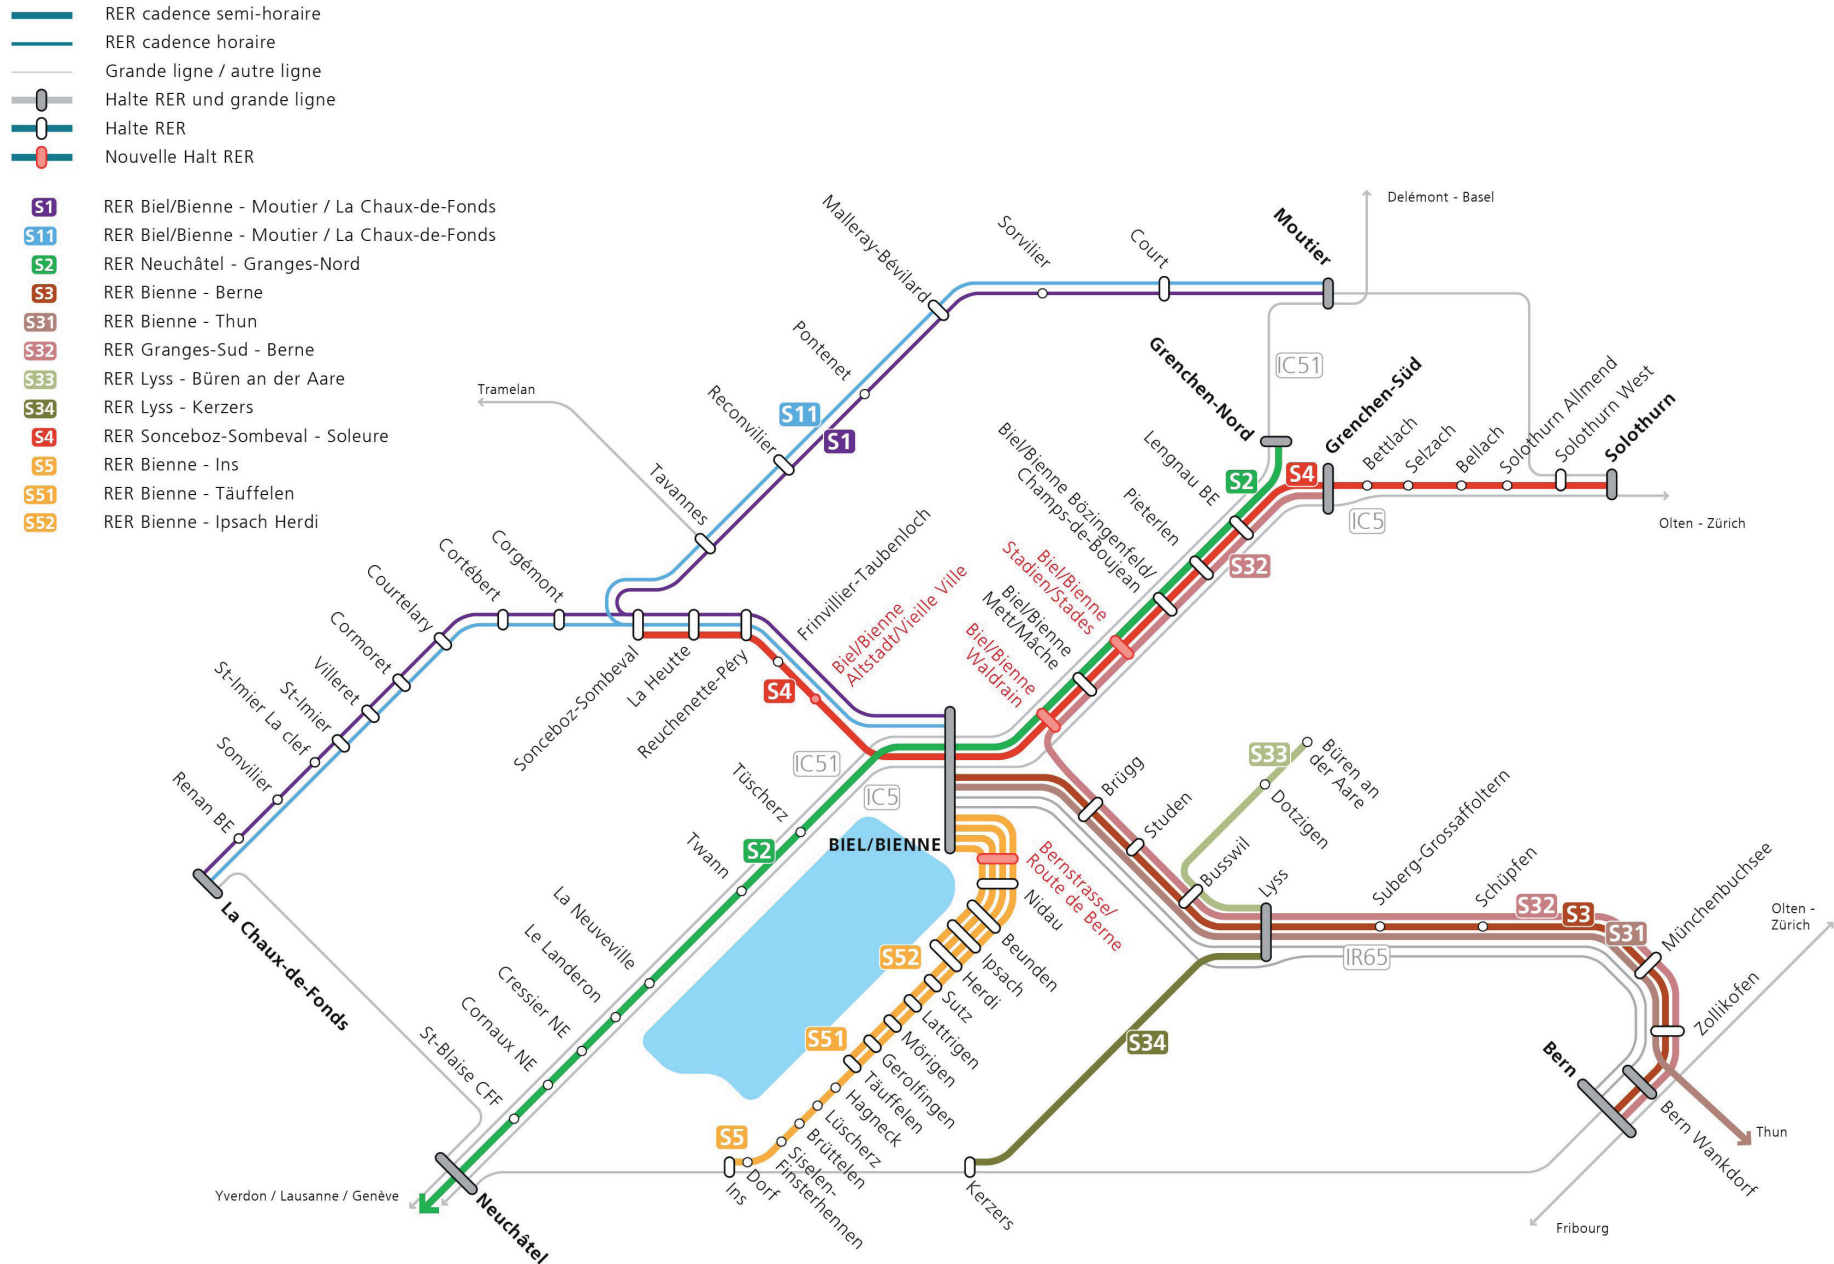 RER cadence semi-horaire
RER cadence horaire
Grande ligne / autre ligne
Halte RER und grande ligne
Halte RER
Nouvelle Halt RER
S1 RER Biel/Bienne - Moutier / La Chaux-de-Fonds
S11 RER Biel/Bienne - Moutier / La Chaux-de-Fonds
S2 RER Neuchâtel - Granges-Nord
S3 RER Bienne - Berne
S31 RER Bienne - Thun
S32 RER Granges-Sud - Berne
S33 RER Lyss - Büren an der Aare
S34 RER Lyss - Kerzers
S4 RER Sonceboz-Sombeval - Soleure
S5 RER Bienne - Ins
S51 RER Bienne - Täuffelen
S52 RER Bienne - Ipsach Herdi
Delémont - Basel
Moutier
Court
Sorvilier
Malleray-Bévilard
Pontenet
Reconvilier
S11
S1
Tavannes
Tramelan
IC51
Grenchen-Nord
Grenchen-Süd
Bettlach
Selzach
Bellach
Solothurn Allmend
Solothurn West
Solothurn
S4
IC5
Olten - Zürich
S2
Lengnau BE
Pieterlen
S32
Biel/Bienne Bözingenfeld/
Champs-de-Boujean
Biel/Bienne
Stadien/Stades
Biel/Bienne
Mett/Mâche
Biel/Bienne
Waldrain
Corgémont
Cortébert
Courtelary
Cormoret
Villeret
St-Imier
St-Imier La clef
Sonvilier
Renan BE
La Chaux-de-Fonds
Sonceboz-Sombeval
La Heutte
Reuchenette-Péry
Frinvillier-Taubenloch
Biel/Bienne
Altstadt/Vieille Ville
S4
IC51
IC5
BIEL/BIENNE
Tüscherz
S2
Twann
La Neuveville
Le Landeron
Cressier NE
Cornaux NE
St-Blaise CFF
Neuchâtel
Yverdon / Lausanne / Genève
Bernstrasse/
Route de Berne
Nidau
Beunden
Ipsach
Herdi
S52
Sutz
Lattrigen
Mörigen
Gerolfingen
S51
Täuffelen
Hagneck
Lüscherz
Brüttelen
Siselen-
Finsterhennen
S5
Dorf
Ins
Brügg
Studen
Busswil
Lyss
S33
Büren an
der Aare
Dotzigen
S34
Kerzers
Suberg-Grossaffoltern
Schüpfen
S32
S3
S31
IR65
Münchenbuchsee
Zollikofen
Olten -
Zürich
Bern
Bern Wankdorf
Thun
Fribourg